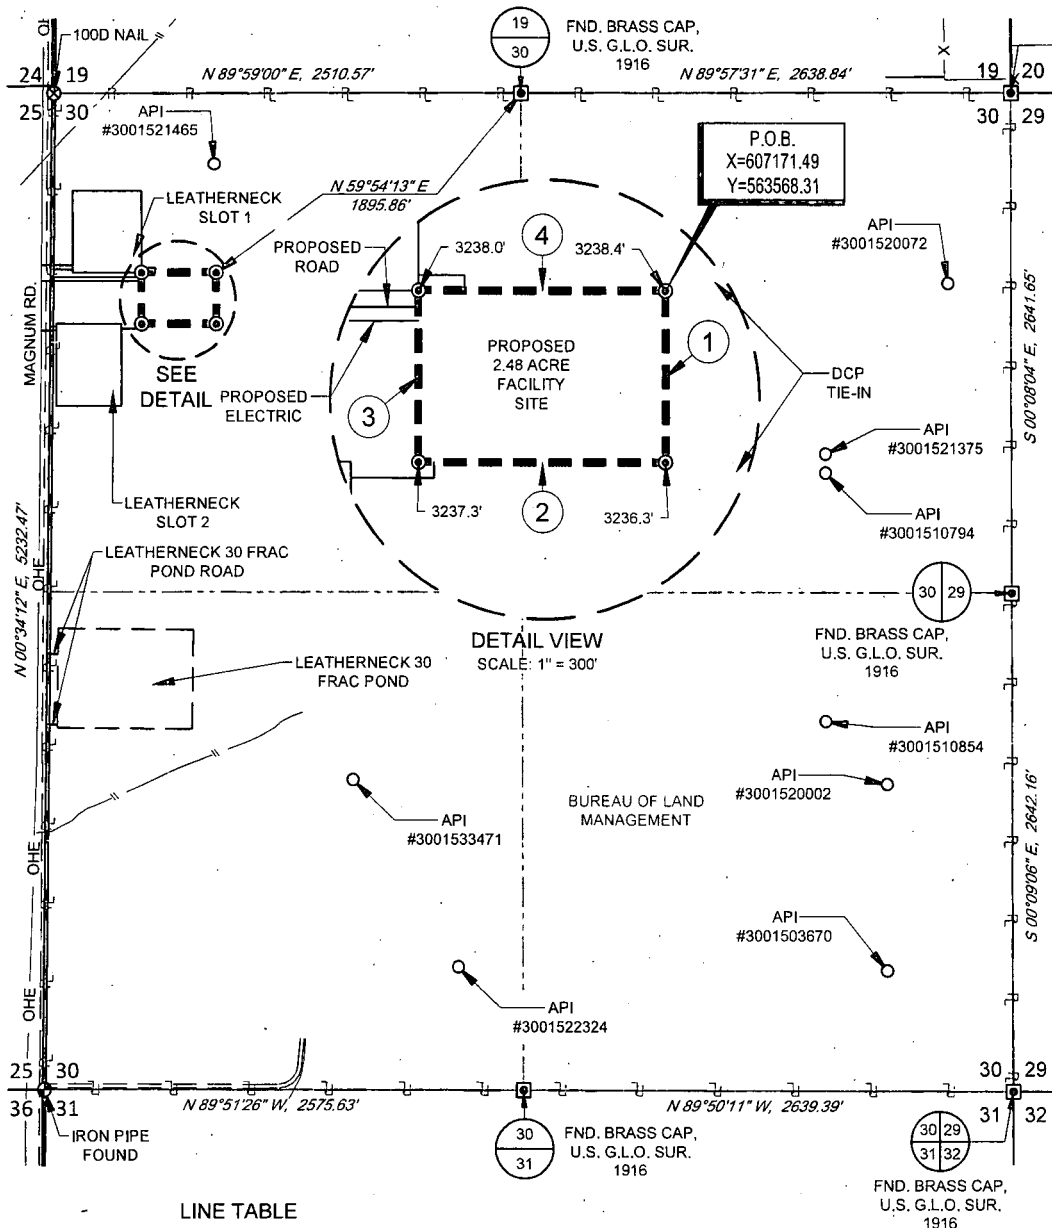 19
30
FND. BRASS CAP,
U.S. G.L.O. SUR.
1916
100D NAIL
24 19
25 30
N 89°59'00" E, 2510.57'
N 89°57'31" E, 2638.84'
X
19 20
30 29
API
#3001521465
P.O.B.
X=607171.49
Y=563568.31
N 59°54'13" E
1895.86'
LEATHERNECK
SLOT 1
PROPOSED
ROAD
3238.0'
4
3238.4'
API
#3001520072
S 00°08'04" E, 2641.65'
MAGNUM RD.
SEE
DETAIL
PROPOSED
ELECTRIC
3
PROPOSED
2.48 ACRE
FACILITY
SITE
1
DCP
TIE-IN
API
#3001521375
API
#3001510794
LEATHERNECK
SLOT 2
3237.3'
2
3236.3'
N 00°34'12" E, 5232.47'
OHE
LEATHERNECK 30 FRAC
POND ROAD
30 29
FND. BRASS CAP,
U.S. G.L.O. SUR.
1916
DETAIL VIEW
SCALE: 1" = 300'
LEATHERNECK 30
FRAC POND
API
#3001510854
API
#3001520002
BUREAU OF LAND
MANAGEMENT
API
#3001533471
OHE
S 00°09'06" E, 2642.16'
API
#3001503670
OHE
API
#3001522324
25 30
36 31
N 89°51'26" W, 2575.63'
N 89°50'11" W, 2639.39'
30 29
31 32
IRON PIPE
FOUND
30
31
FND. BRASS CAP,
U.S. G.L.O. SUR.
1916
30 29
31 32
FND. BRASS CAP,
U.S. G.L.O. SUR.
1916
LINE TABLE